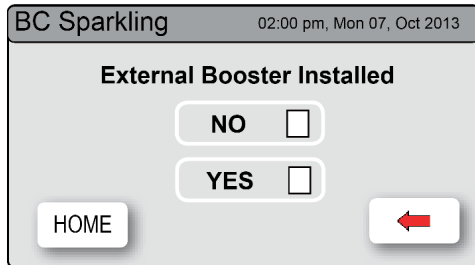 BC Sparkling 02:00 pm, Mon 07, Oct 2013
External Booster Installed
NO
YES
HOME